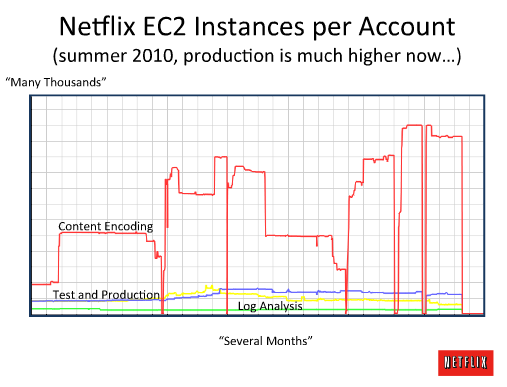 Netflix EC2 Instances per Account
(summer 2010, production is much higher now…)
“Many Thousands”
Content Encoding
Test and Production
Log Analysis
“Several Months”
NETFLIX